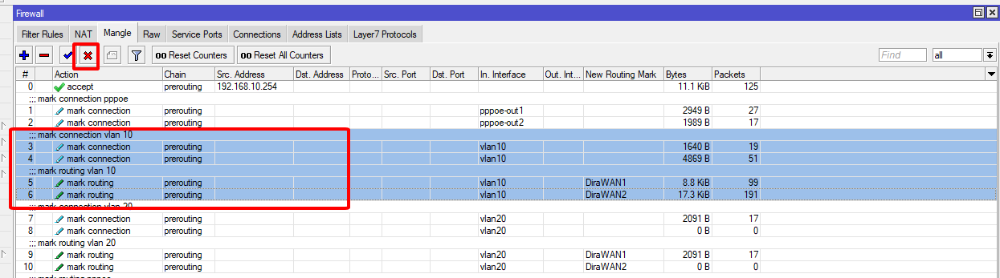 Firewall
Filter Rules NAT Mangle Raw Service Ports Connections Address Lists Layer7 Protocols
00 Reset Counters 00 Reset All Counters Find all
# Action Chain Src. Address Dst. Address Proto... Src. Port Dst. Port In. Interface Out. Int... New Routing Mark Bytes Packets
0 accept prerouting 192.168.10.254 11.1 KiB 125
;;; mark connection pppoe
1 mark connection prerouting pppoe-out1 2949 B 27
2 mark connection prerouting pppoe-out2 1989 B 17
;;; mark connection vlan 10
3 mark connection prerouting vlan10 1640 B 19
4 mark connection prerouting vlan10 4869 B 51
;;; mark routing vlan 10
5 mark routing prerouting vlan10 DiraWAN1 8.8 KiB 99
6 mark routing prerouting vlan10 DiraWAN2 17.3 KiB 191
;;; mark connection vlan 20
7 mark connection prerouting vlan20 2091 B 17
8 mark connection prerouting vlan20 0 B 0
;;; mark routing vlan 20
9 mark routing prerouting vlan20 DiraWAN1 2091 B 17
10 mark routing prerouting vlan20 DiraWAN2 0 B 0
;;; mark routing pppoe